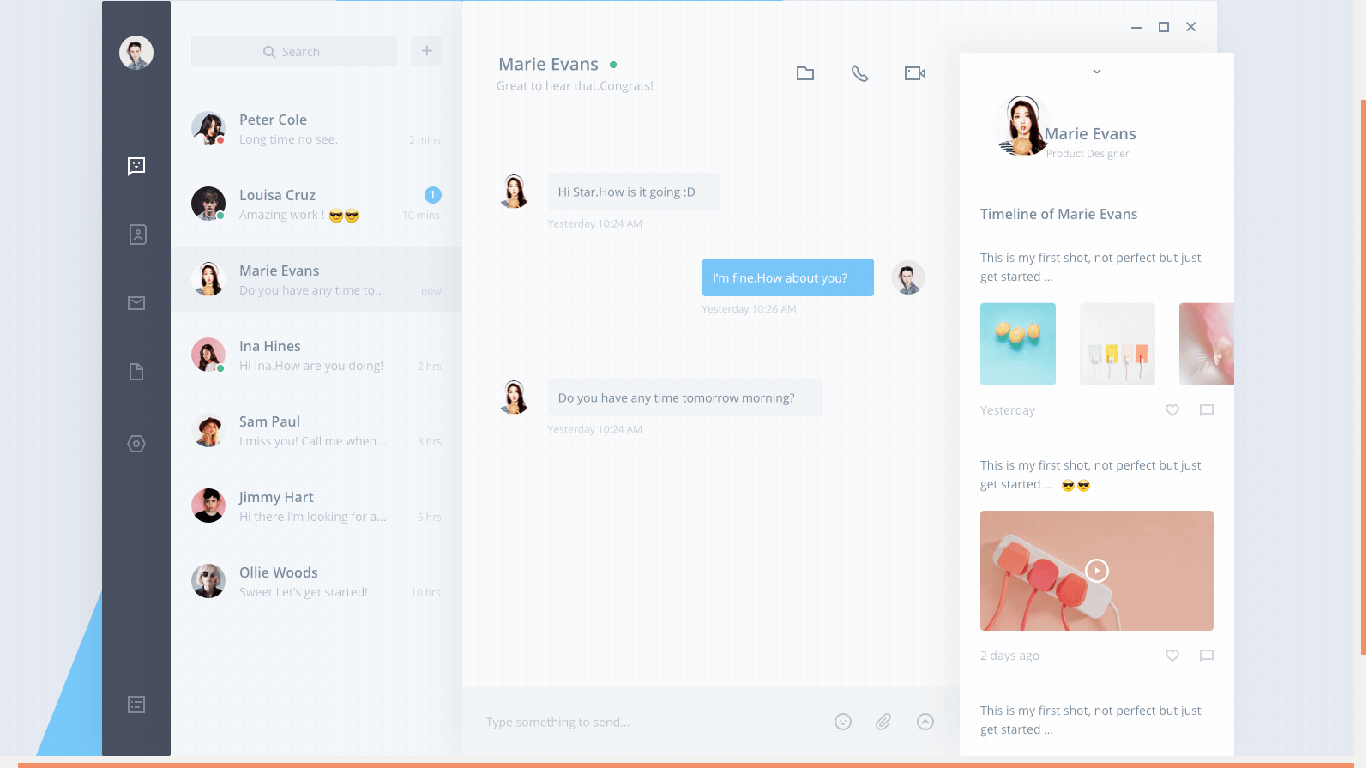 Search
+
Peter Cole
Long time no see.
2 mins
Louisa Cruz
1
Amazing work ! 😎😎
10 mins
Marie Evans
Do you have any time to..
now
Ina Hines
Hi Ina.How are you doing!
2 hrs
Sam Paul
I miss you! Call me when...
3 hrs
Jimmy Hart
Hi there.I'm looking for a...
5 hrs
Ollie Woods
Sweet Let's get started!
10 hrs
Marie Evans
Great to hear that..Congrats!
Hi Star.How is it going :D
Yesterday 10:24 AM
I'm fine.How about you?
Yesterday 10:26 AM
Do you have any time tomorrow morning?
Yesterday 10:24 AM
Type something to send...
Marie Evans
Product Designer
Timeline of Marie Evans
This is my first shot, not perfect but just
get started ...
Yesterday
This is my first shot, not perfect but just
get started ... 😎😎
2 days ago
This is my first shot, not perfect but just
get started ...